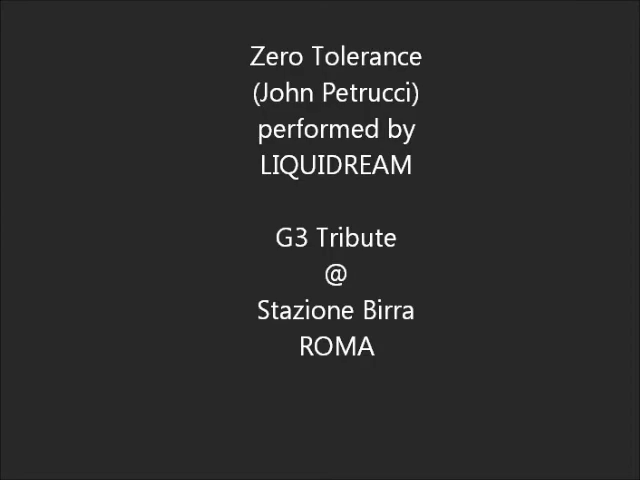 Zero Tolerance
(John Petrucci)
performed by
LIQUIDREAM
G3 Tribute
@
Stazione Birra
ROMA